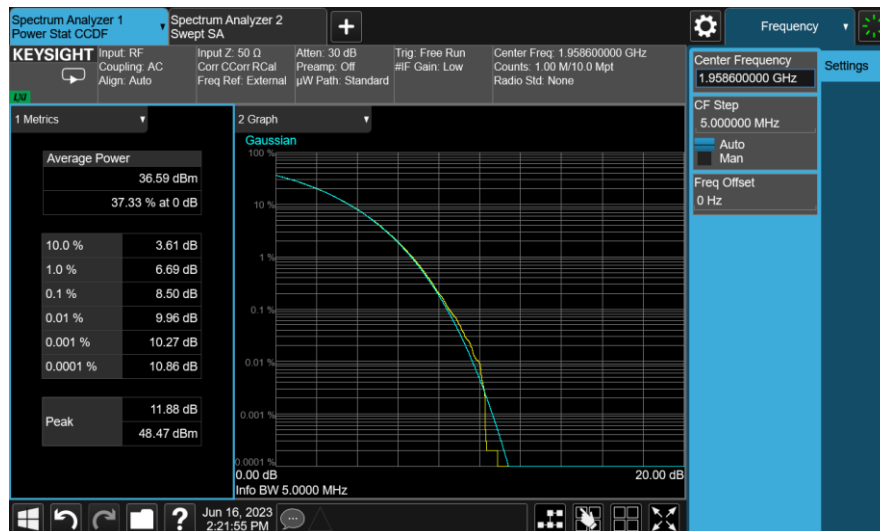 Spectrum Analyzer 1
Power Stat CCDF
Spectrum Analyzer 2
Swept SA
+
Frequency
KEYSIGHT
Input: RF
Coupling: AC
Align: Auto
Input Z: 50 Ω
Corr CCorr RCal
Freq Ref: External
Atten: 30 dB
Preamp: Off
µW Path: Standard
Trig: Free Run
#IF Gain: Low
Center Freq: 1.958600000 GHz
Counts: 1.00 M/10.0 Mpt
Radio Std: None
LXI
Center Frequency
1.958600000 GHz
Settings
CF Step
5.000000 MHz
Auto
Man
Freq Offset
0 Hz
1 Metrics
Average Power
36.59 dBm
37.33 % at 0 dB
10.0 % 3.61 dB
1.0 % 6.69 dB
0.1 % 8.50 dB
0.01 % 9.96 dB
0.001 % 10.27 dB
0.0001 % 10.86 dB
Peak
11.88 dB
48.47 dBm
2 Graph
Gaussian
100 %
10 %
1 %
0.1 %
0.01 %
0.001 %
0.0001 %
0.00 dB
20.00 dB
Info BW 5.0000 MHz
?
Jun 16, 2023
2:21:55 PM